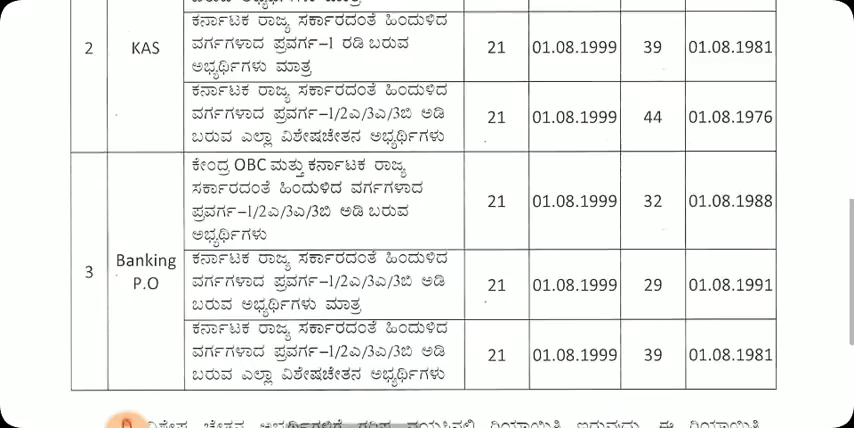 ಕರ್ನಾಟಕ ರಾಜ್ಯ ಸರ್ಕಾರದಂತೆ ಹಿಂದುಳಿದ
ವರ್ಗಗಳಾದ ಪ್ರವರ್ಗ-1 ರಡಿ ಬರುವ
ಅಭ್ಯರ್ಥಿಗಳು ಮಾತ್ರ
2 KAS 21 01.08.1999 39 01.08.1981
ಕರ್ನಾಟಕ ರಾಜ್ಯ ಸರ್ಕಾರದಂತೆ ಹಿಂದುಳಿದ
ವರ್ಗಗಳಾದ ಪ್ರವರ್ಗ-1/2ಎ/3ಎ/3ಬಿ ಅಡಿ
ಬರುವ ಎಲ್ಲಾ ವಿಶೇಷಚೇತನ ಅಭ್ಯರ್ಥಿಗಳು
21 01.08.1999 44 01.08.1976
ಕೇಂದ್ರ OBC ಮತ್ತು ಕರ್ನಾಟಕ ರಾಜ್ಯ
ಸರ್ಕಾರದಂತೆ ಹಿಂದುಳಿದ ವರ್ಗಗಳಾದ
ಪ್ರವರ್ಗ-1/2ಎ/3ಎ/3ಬಿ ಅಡಿ ಬರುವ
ಅಭ್ಯರ್ಥಿಗಳು
21 01.08.1999 32 01.08.1988
3 Banking
P.O
ಕರ್ನಾಟಕ ರಾಜ್ಯ ಸರ್ಕಾರದಂತೆ ಹಿಂದುಳಿದ
ವರ್ಗಗಳಾದ ಪ್ರವರ್ಗ-1/2ಎ/3ಎ/3ಬಿ ಅಡಿ
ಬರುವ ಅಭ್ಯರ್ಥಿಗಳು ಮಾತ್ರ
21 01.08.1999 29 01.08.1991
ಕರ್ನಾಟಕ ರಾಜ್ಯ ಸರ್ಕಾರದಂತೆ ಹಿಂದುಳಿದ
ವರ್ಗಗಳಾದ ಪ್ರವರ್ಗ-1/2ಎ/3ಎ/3ಬಿ ಅಡಿ
ಬರುವ ಎಲ್ಲಾ ವಿಶೇಷಚೇತನ ಅಭ್ಯರ್ಥಿಗಳು
21 01.08.1999 39 01.08.1981